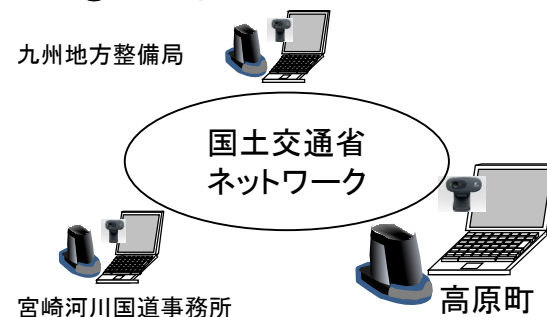 九州地方整備局
国土交通省
ネットワーク
高原町
宮崎河川国道事務所